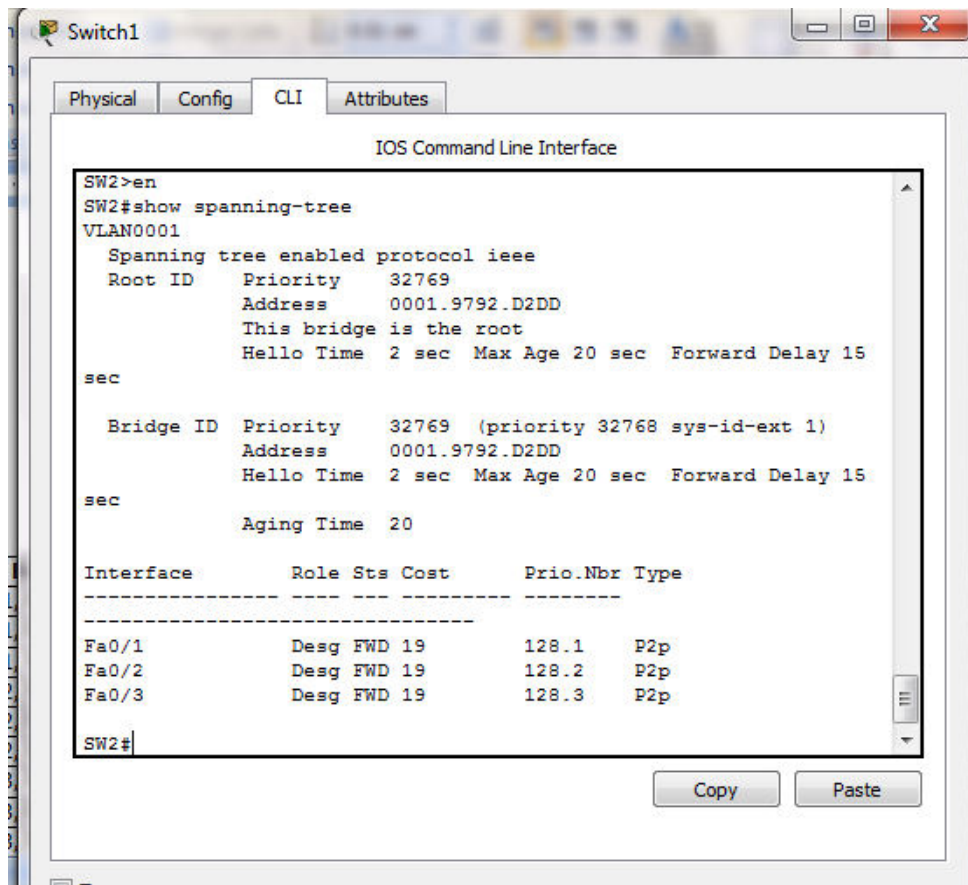 Switch1
Physical Config CLI Attributes
IOS Command Line Interface
SW2>en
SW2#show spanning-tree
VLAN0001
  Spanning tree enabled protocol ieee
  Root ID    Priority    32769
             Address     0001.9792.D2DD
             This bridge is the root
             Hello Time  2 sec  Max Age 20 sec  Forward Delay 15
sec
  Bridge ID  Priority    32769  (priority 32768 sys-id-ext 1)
             Address     0001.9792.D2DD
             Hello Time  2 sec  Max Age 20 sec  Forward Delay 15
sec
             Aging Time  20
Interface        Role Sts Cost      Prio.Nbr Type
---------------- ---- --- --------- --------
--------------------------------
Fa0/1            Desg FWD 19        128.1    P2p
Fa0/2            Desg FWD 19        128.2    P2p
Fa0/3            Desg FWD 19        128.3    P2p
SW2#
Copy Paste